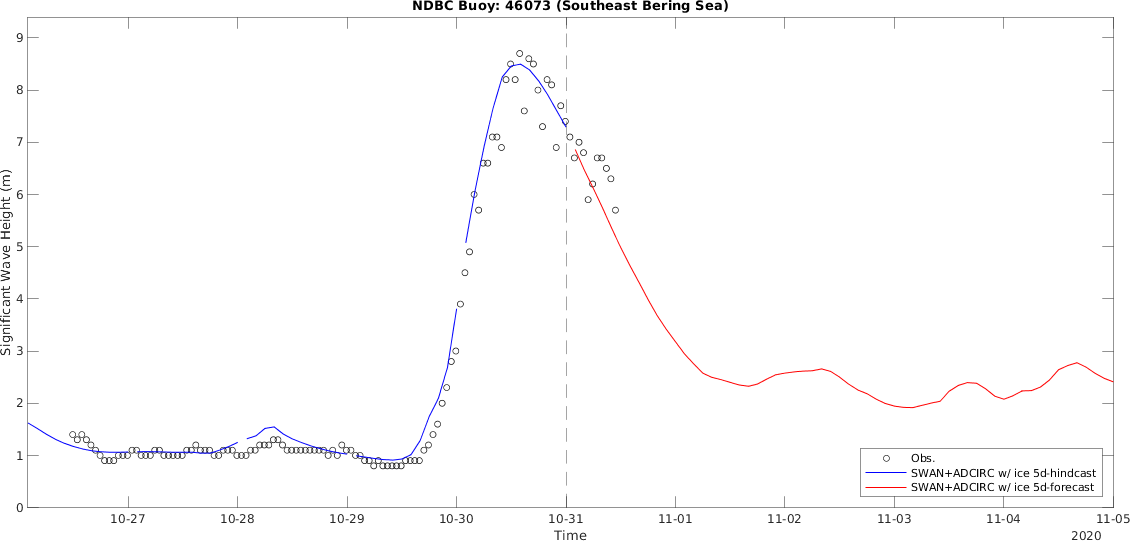 NDBC Buoy: 46073 (Southeast Bering Sea)
Significant Wave Height (m)
9
8
7
6
5
4
3
2
1
0
Obs.
SWAN+ADCIRC w/ ice 5d-hindcast
SWAN+ADCIRC w/ ice 5d-forecast
10-27 10-28 10-29 10-30 10-31 11-01 11-02 11-03 11-04 11-05
Time 2020